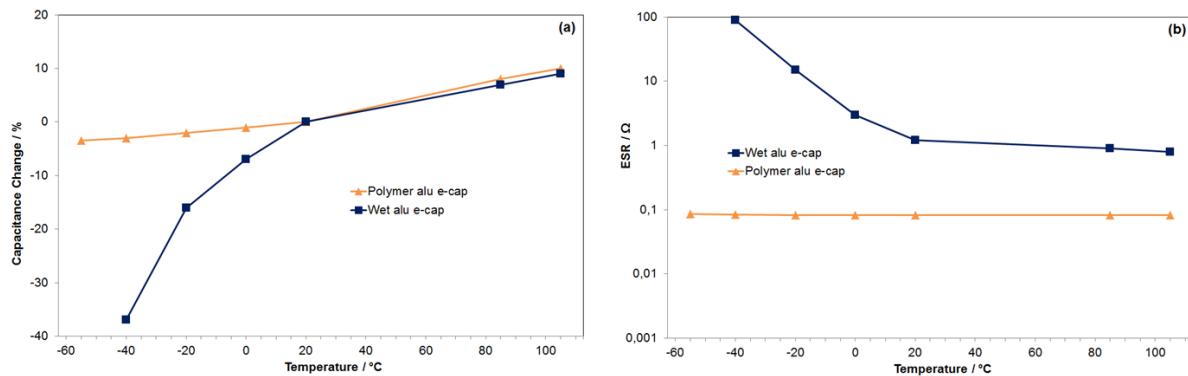 (a)
20
10
0
-10
-20
-30
-40
-60 -40 -20 0 20 40 60 80 100
Capacitance Change / %
Temperature / °C
Polymer alu e-cap
Wet alu e-cap
(b)
100
10
1
0,1
0,01
0,001
-60 -40 -20 0 20 40 60 80 100
ESR / Ω
Temperature / °C
Wet alu e-cap
Polymer alu e-cap